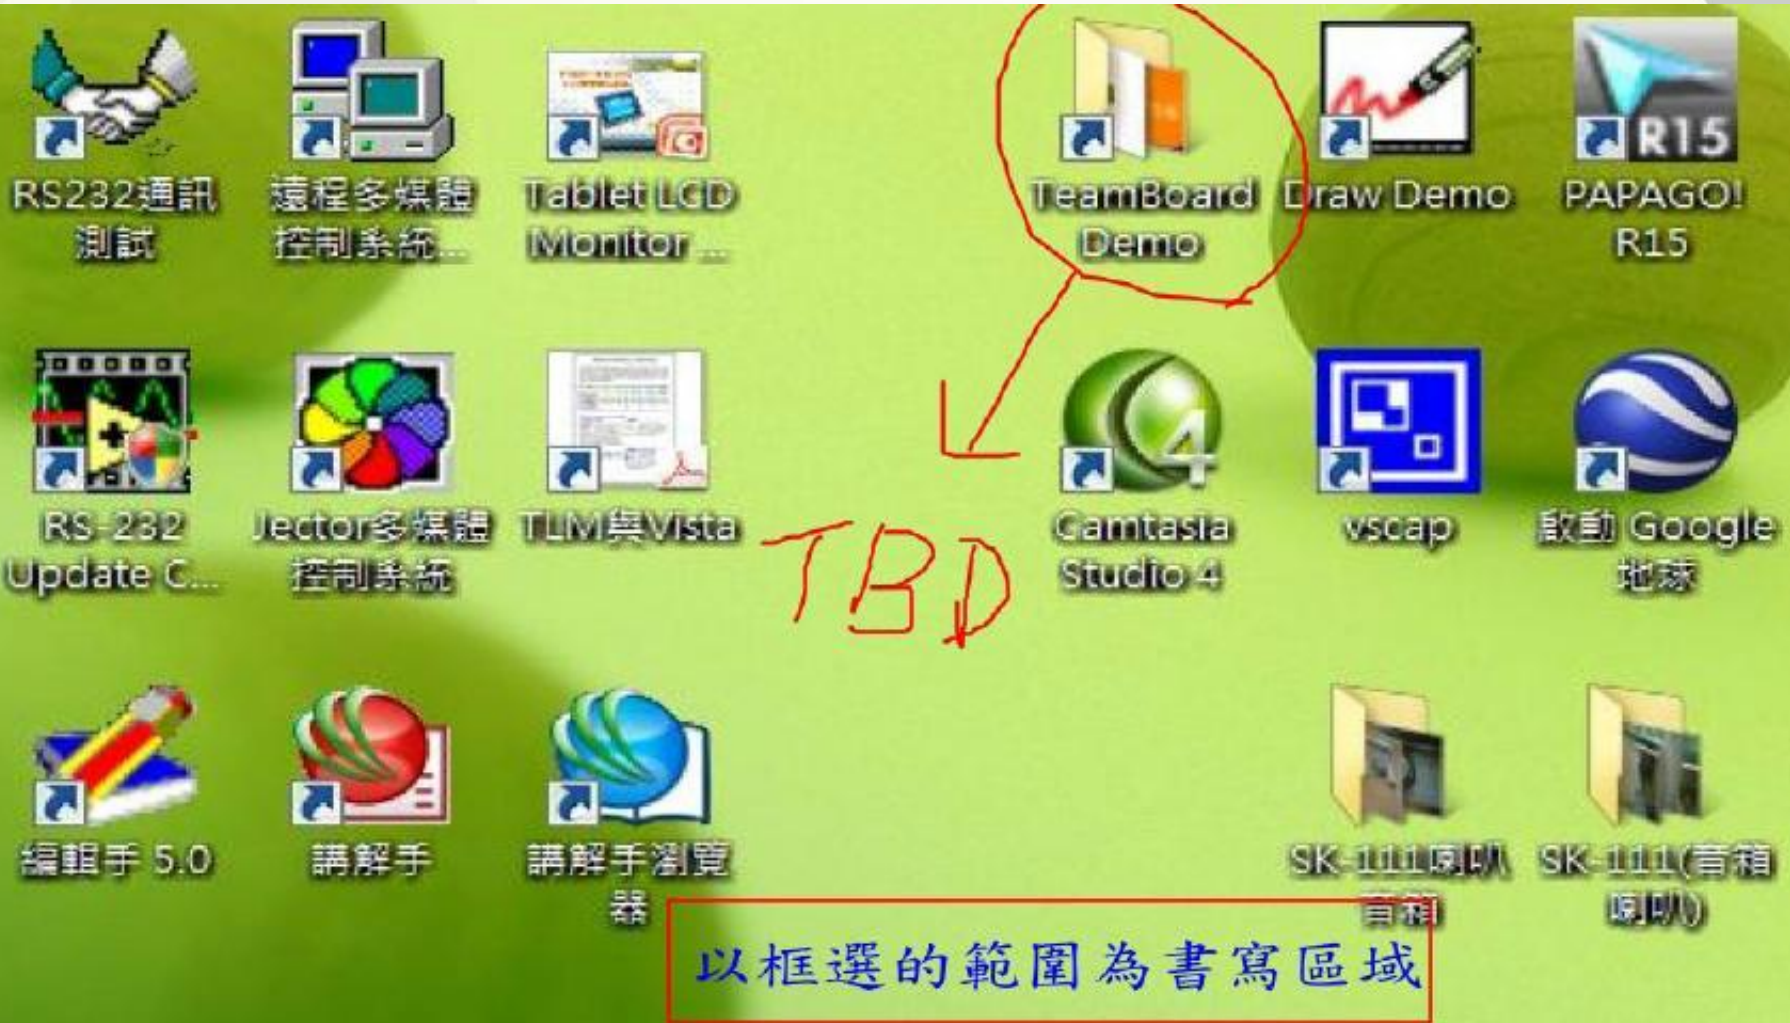 RS232通訊
測試
遠程多媒體
控制系統...
Tablet LCD
Monitor ...
TeamBoard
Demo
Draw Demo
PAPAGO!
R15
R15
RS-232
Update C...
Jector多媒體
控制系統
TLM與Vista
TBD
4
Camtasia
Studio 4
vscap
啟動 Google
地球
編輯手 5.0
講解手
講解手瀏覽
器
SK-111喇叭
音箱
SK-111(音箱
喇叭)
以框選的範圍為書寫區域